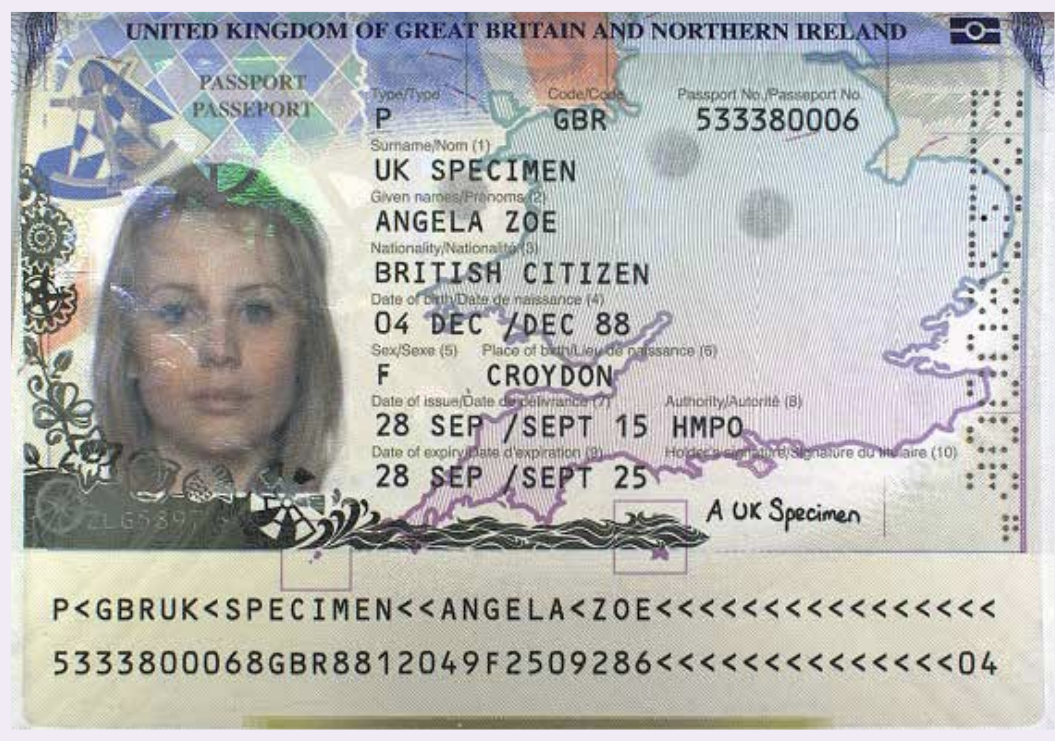 UNITED KINGDOM OF GREAT BRITAIN AND NORTHERN IRELAND
PASSPORT
PASSEPORT
Type/Type Code/Code Passport No./Passeport No.
P GBR 533380006
Surname/Nom (1)
UK SPECIMEN
Given names/Prénoms (2)
ANGELA ZOE
Nationality/Nationalité (3)
BRITISH CITIZEN
Date of birth/Date de naissance (4)
04 DEC /DEC 88
Sex/Sexe (5) Place of birth/Lieu de naissance (6)
F CROYDON
Date of issue/Date de délivrance (7) Authority/Autorité (8)
28 SEP /SEPT 15 HMPO
Date of expiry/Date d'expiration (9) Holder's signature/Signature du titulaire (10)
28 SEP /SEPT 25
A UK Specimen
P<GBRUK<SPECIMEN<<ANGELA<ZOE<<<<<<<<<<<<<<<<
5333800068GBR8812049F2509286<<<<<<<<<<<<<<04